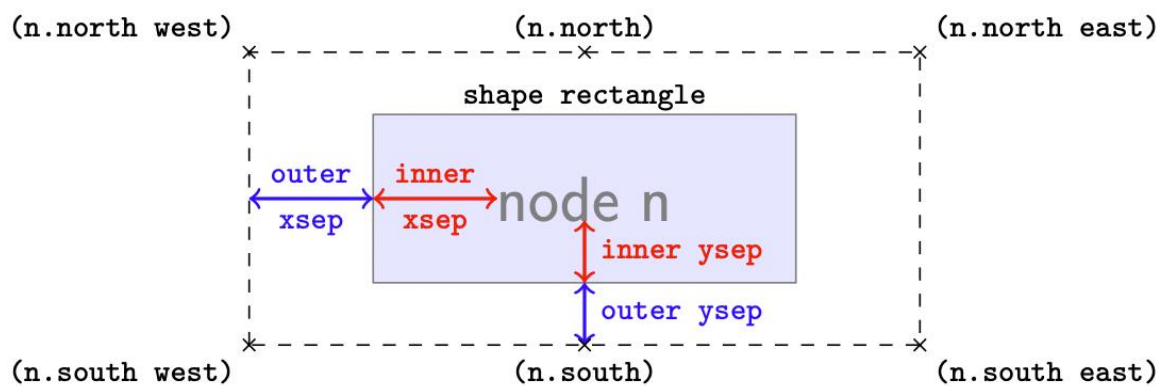 (n.north west) (n.north) (n.north east)
shape rectangle
outer inner
node n
xsep xsep
inner ysep
outer ysep
(n.south west) (n.south) (n.south east)